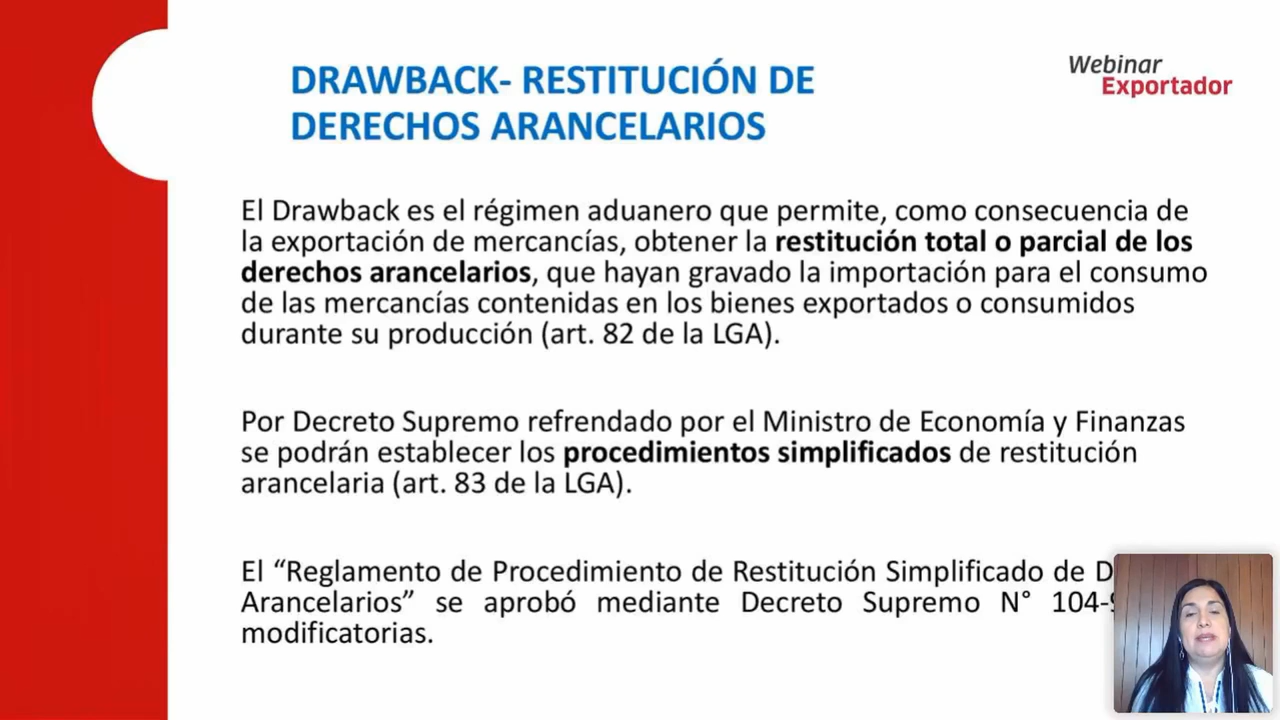 DRAWBACK- RESTITUCIÓN DE
DERECHOS ARANCELARIOS
Webinar
Exportador
El Drawback es el régimen aduanero que permite, como consecuencia de
la exportación de mercancías, obtener la restitución total o parcial de los
derechos arancelarios, que hayan gravado la importación para el consumo
de las mercancías contenidas en los bienes exportados o consumidos
durante su producción (art. 82 de la LGA).
Por Decreto Supremo refrendado por el Ministro de Economía y Finanzas
se podrán establecer los procedimientos simplificados de restitución
arancelaria (art. 83 de la LGA).
El “Reglamento de Procedimiento de Restitución Simplificado de
Arancelarios” se aprobó mediante Decreto Supremo N°
modificatorias.